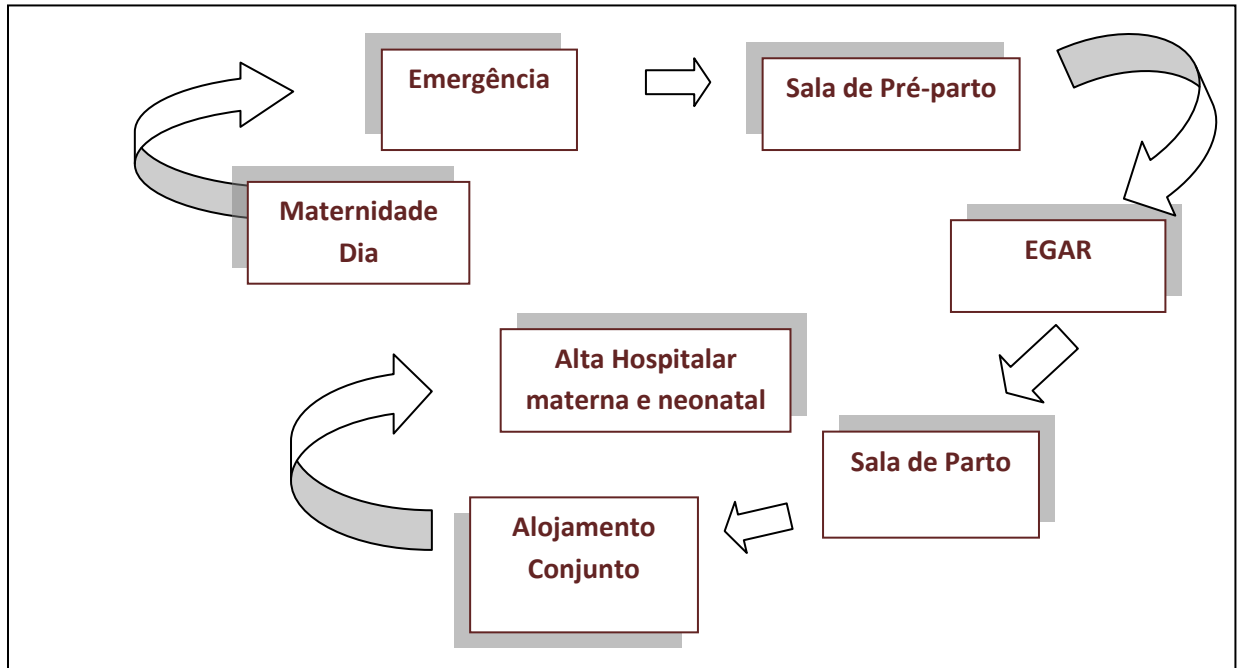 Emergência
Sala de Pré-parto
Maternidade
Dia
EGAR
Alta Hospitalar
materna e neonatal
Sala de Parto
Alojamento
Conjunto